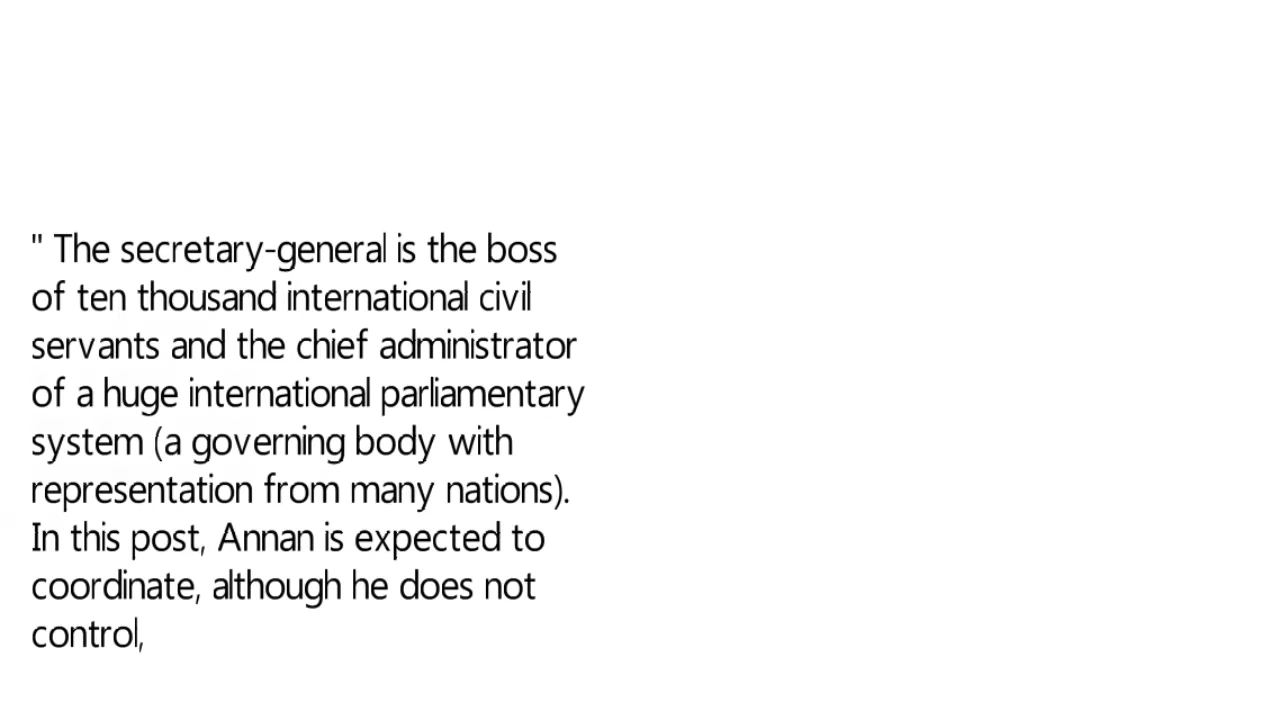 " The secretary-general is the boss
of ten thousand international civil
servants and the chief administrator
of a huge international parliamentary
system (a governing body with
representation from many nations).
In this post, Annan is expected to
coordinate, although he does not
control,